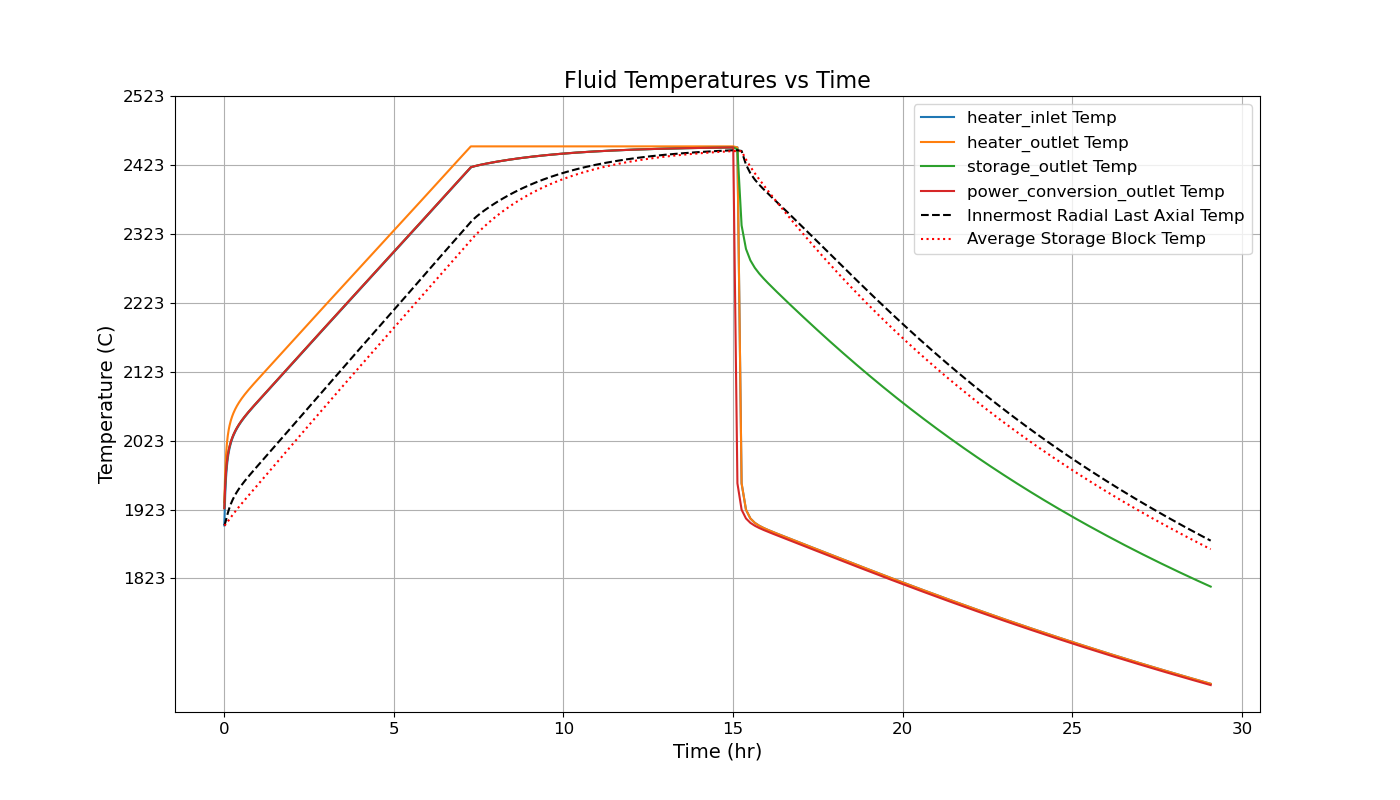 Fluid Temperatures vs Time
Temperature (C)
2523
2423
2323
2223
2123
2023
1923
1823
heater_inlet Temp
heater_outlet Temp
storage_outlet Temp
power_conversion_outlet Temp
Innermost Radial Last Axial Temp
Average Storage Block Temp
0 5 10 15 20 25 30
Time (hr)